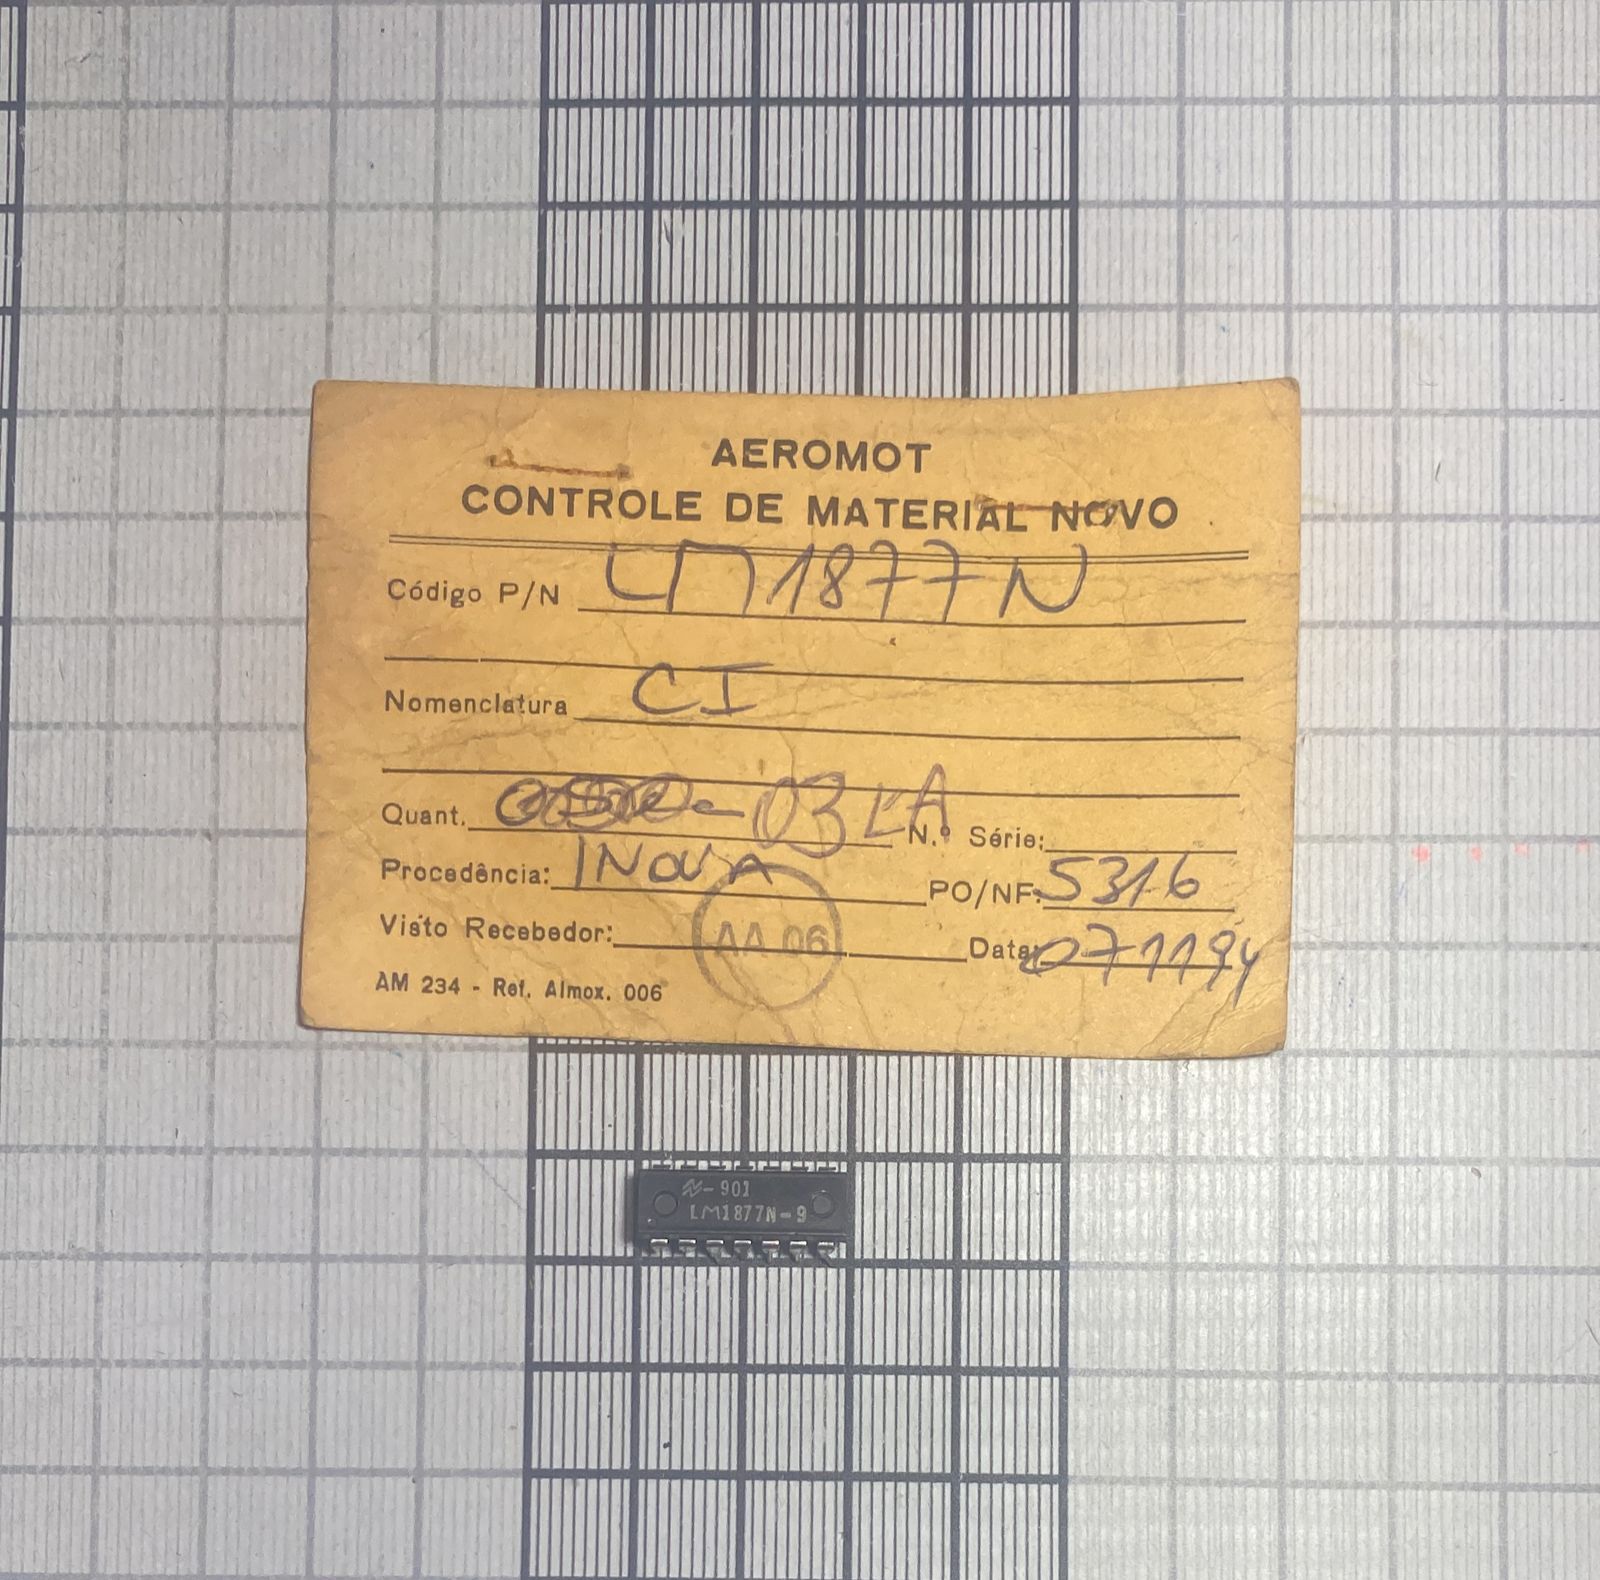 AEROMOT
CONTROLE DE MATERIAL NOVO
Código P/N LM1877N
Nomenclatura CI
Quant. 03 N.º Série:
Procedência: INOVA PO/NF: 5316
Visto Recebedor: AA 06 Data: 071194
AM 234 - Ref. Almox. 006
-901
LM1877N-9